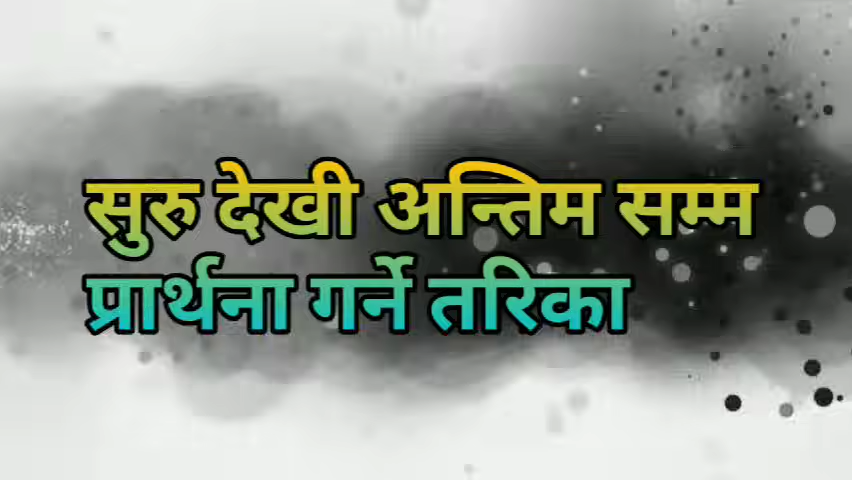 सुरु देखी अन्तिम सम्म
प्रार्थना गर्ने तरिका